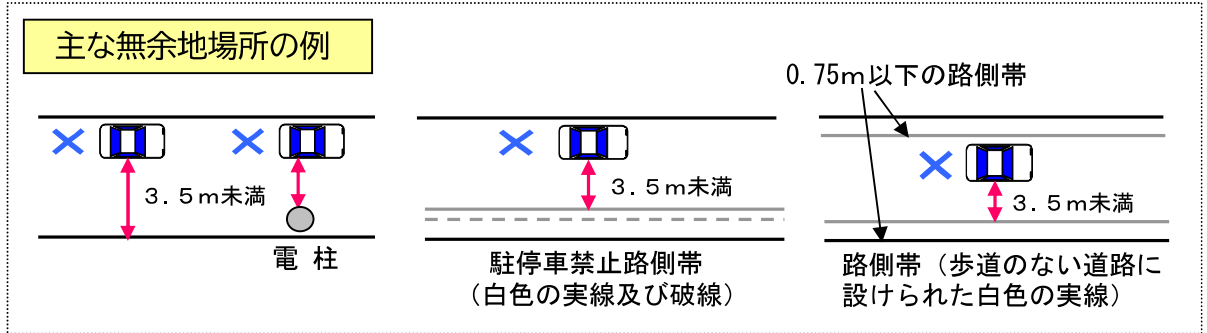 主な無余地場所の例
3.5m未満
電柱
3.5m未満
駐停車禁止路側帯
(白色の実線及び破線)
0.75m以下の路側帯
3.5m未満
路側帯(歩道のない道路に
設けられた白色の実線)